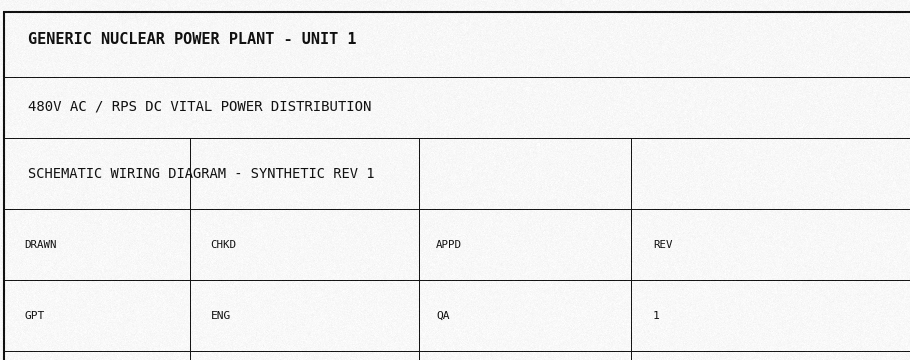 GENERIC NUCLEAR POWER PLANT - UNIT 1
480V AC / RPS DC VITAL POWER DISTRIBUTION
SCHEMATIC WIRING DIAGRAM - SYNTHETIC REV 1
DRAWN CHKD APPD REV
GPT ENG QA 1